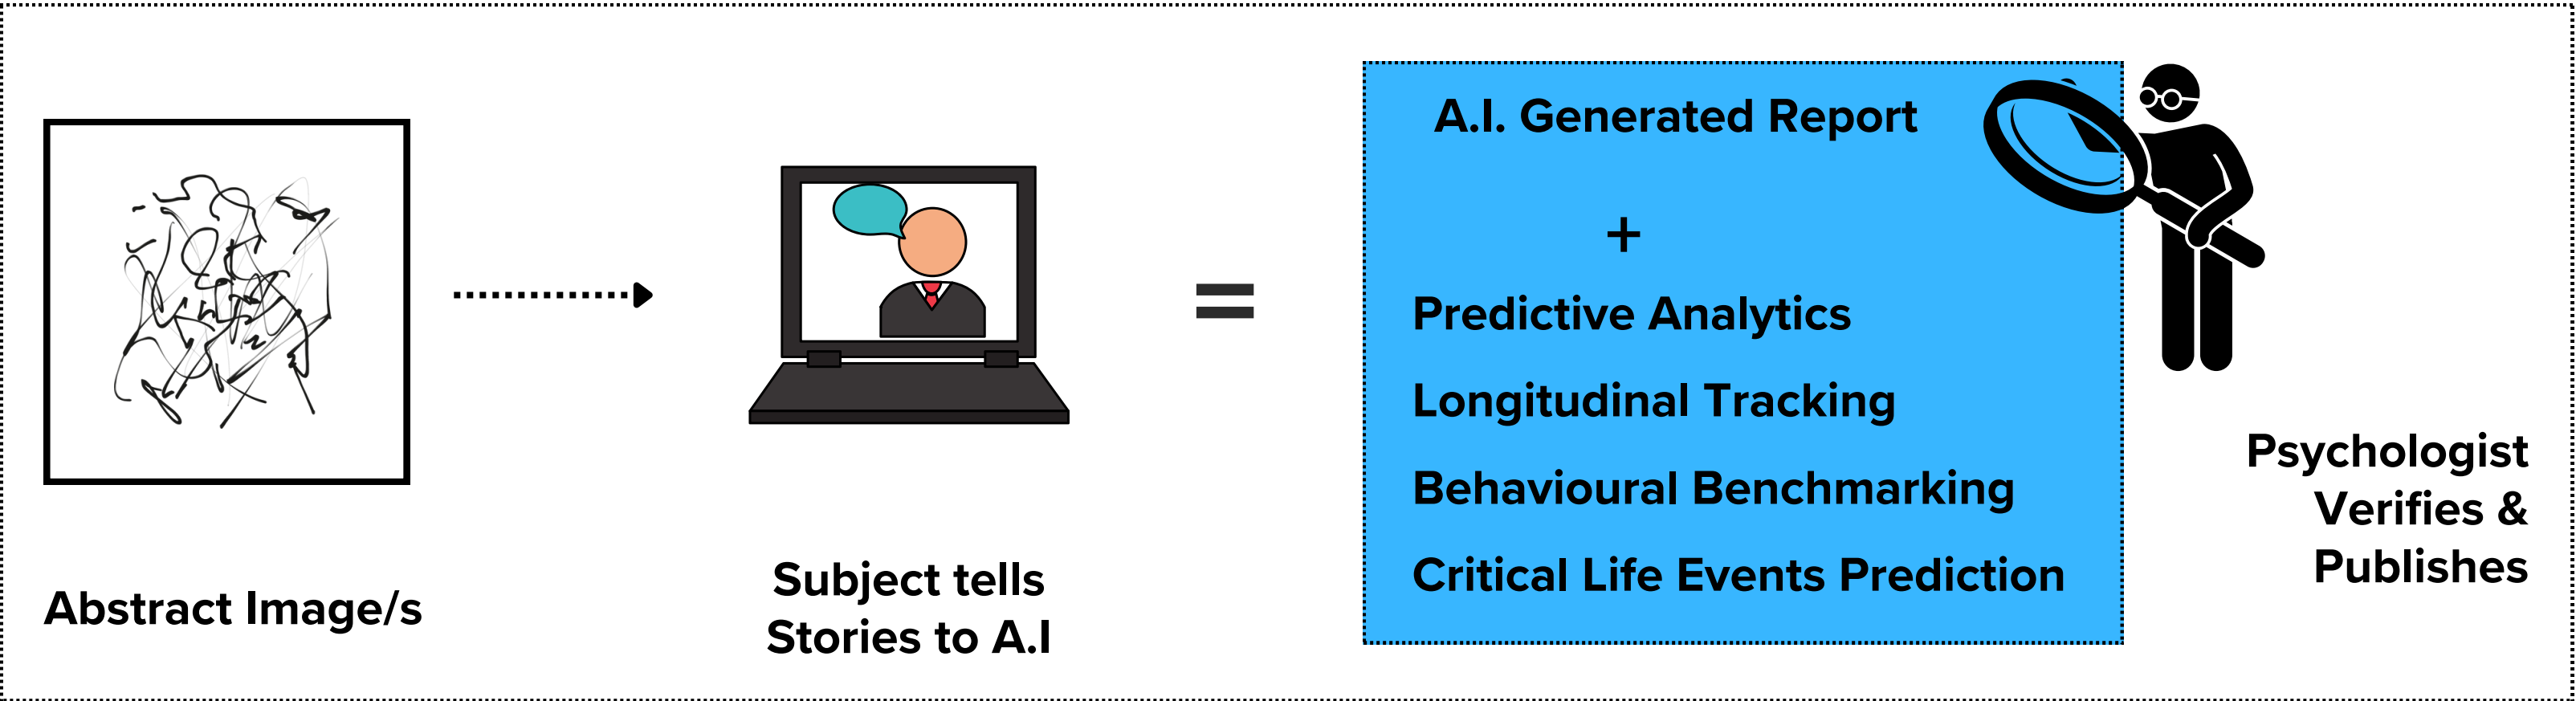 Abstract Image/s
Subject tells
Stories to A.I
=
A.I. Generated Report
+
Predictive Analytics
Longitudinal Tracking
Behavioural Benchmarking
Critical Life Events Prediction
Psychologist
Verifies &
Publishes